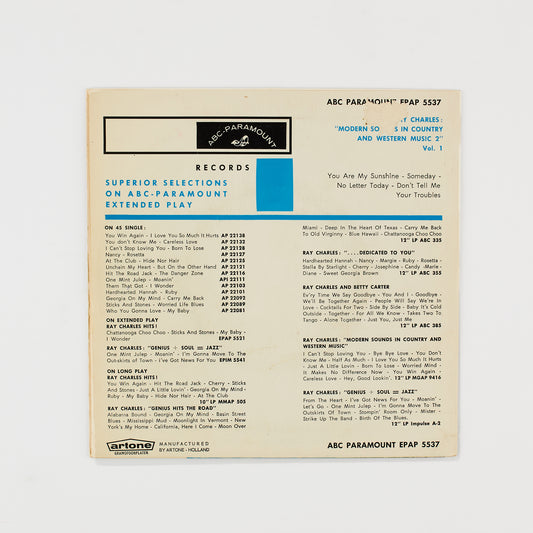 ABC PARAMOUNT EPAP 5537
Y CHARLES:
"MODERN SO S IN COUNTRY
AND WESTERN MUSIC 2"
Vol. 1
You Are My Sunshine - Someday -
No Letter Today - Don't Tell Me
Your Troubles
ABC-PARAMOUNT
RECORDS
SUPERIOR SELECTIONS
ON ABC-PARAMOUNT
EXTENDED PLAY
ON 45 SINGLE:
You Win Again - I Love You So Much It Hurts AP 22138
You don't Know Me - Careless Love AP 22132
I Can't Stop Loving You - Born To Lose AP 22128
Nancy - Rosetta AP 22127
At The Club - Hide Nor Hair AP 22125
Unchain My Heart - But On the Other Hand AP 22121
Hit The Road Jack - The Danger Zone AP 22116
One Mint Julep - Moanin' API 22111
Them That Got - I Wonder AP 22103
Hardhearted Hannah - Ruby AP 22101
Georgia On My Mind - Carry Me Back AP 22092
Sticks And Stones - Worried Life Blues AP 22089
Who You Gonna Love - My Baby AP 22081
ON EXTENDED PLAY
RAY CHARLES HITS!
Chattanooga Choo Choo - Sticks And Stones - My Baby -
I Wonder EPAP 5521
RAY CHARLES: "GENIUS + SOUL = JAZZ"
One Mint Julep - Moanin' - I'm Gonna Move To The
Outskirts of Town - I've Got News For You EPIM 5541
ON LONG PLAY
RAY CHARLES HITS!
You Win Again - Hit The Road Jack - Cherry - Sticks
And Stones - Just A Little Lovin' - Georgia On My Mind -
Ruby - My Baby - Hide Nor Hair - At The Club
10" LP MMAP 505
RAY CHARLES: "GENIUS HITS THE ROAD"
Alabama Bound - Georgia On My Mind - Basin Street
Blues - Mississippi Mud - Moonlight In Vermont - New
York's My Home - California, Here I Come - Moon Over
Miami - Deep In The Heart Of Texas - Carry Me Back
To Old Virginny - Blue Hawaii - Chattanooga Choo Choo
12" LP ABC 335
RAY CHARLES: "....DEDICATED TO YOU"
Hardhearted Hannah - Nancy - Margie - Ruby - Rosetta -
Stella By Starlight - Cherry - Josephine - Candy - Marie -
Diane - Sweet Georgia Brown 12" LP ABC 355
RAY CHARLES AND BETTY CARTER
Ev'ry Time We Say Goodbye - You And I - Goodbye -
We'll Be Together Again - People Will Say We're In
Love - Cocktails For Two - Side By Side - Baby It's Cold
Outside - Together - For All We Know - Takes Two To
Tango - Alone Together - Just You, Just Me
12" LP ABC 385
RAY CHARLES: "MODERN SOUNDS IN COUNTRY AND
WESTERN MUSIC"
I Can't Stop Loving You - Bye Bye Love - You Don't
Know Me - Half As Much - I Love You So Much It Hurts
- Just A Little Lovin - Born To Lose - Worried Mind -
It Makes No Difference Now - You Win Again -
Careless Love - Hey, Good Lookin'. 12" LP MGAP 9416
RAY CHARLES: "GENIUS + SOUL = JAZZ"
From The Heart - I've Got News For You - Moanin' -
Let's Go - One Mint Julep - I'm Gonna Move To The
Outskirts Of Town - Stompin' Room Only - Mister -
Strike Up The Band - Birth Of The Blues.
12" LP Impulse A-2
artone
GRAMOFOONPLATEN
MANUFACTURED
BY ARTONE - HOLLAND
ABC PARAMOUNT EPAP 5537